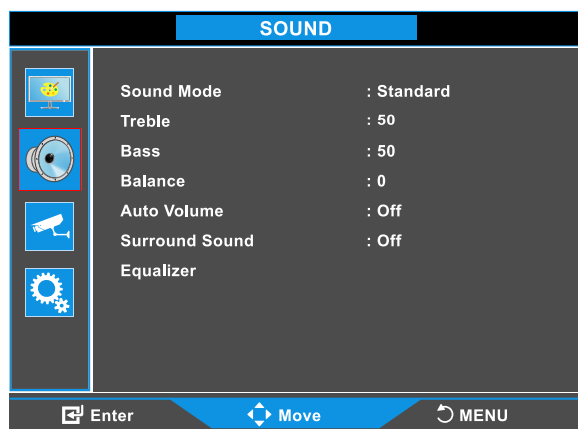 SOUND
Sound Mode : Standard
Treble : 50
Bass : 50
Balance : 0
Auto Volume : Off
Surround Sound : Off
Equalizer
Enter Move MENU